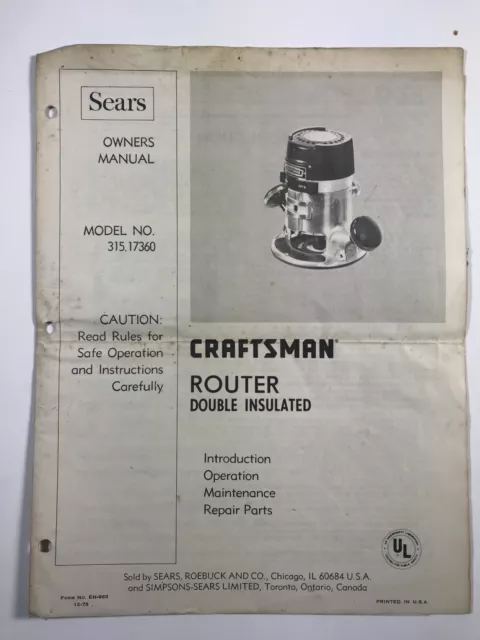 Sears
OWNERS
MANUAL
MODEL NO.
315.17360
CAUTION:
Read Rules for
Safe Operation
and Instructions
Carefully
CRAFTSMAN®
ROUTER
DOUBLE INSULATED
Introduction
Operation
Maintenance
Repair Parts
UL
Sold by SEARS, ROEBUCK AND CO., Chicago, IL 60684 U.S.A.
and SIMPSONS-SEARS LIMITED, Toronto, Ontario, Canada
Form No.
PRINTED IN U.S.A.